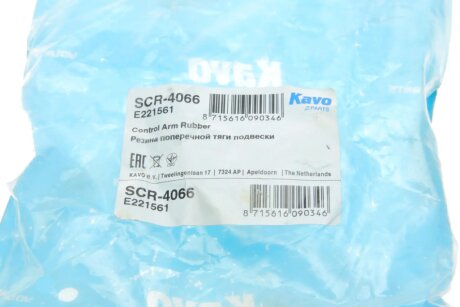 Kavo
SCR-4066
E221561
8 715616 090346
Kavo
PARTS
Control Arm Rubber
Резина поперечной тяги подвески
EAC
KAVO B.V. | Tweelingenlaan 17 | 7324 AP | Apeldoorn | The Netherlands
SCR-4066
E221561
8 715616 090346
Kavo